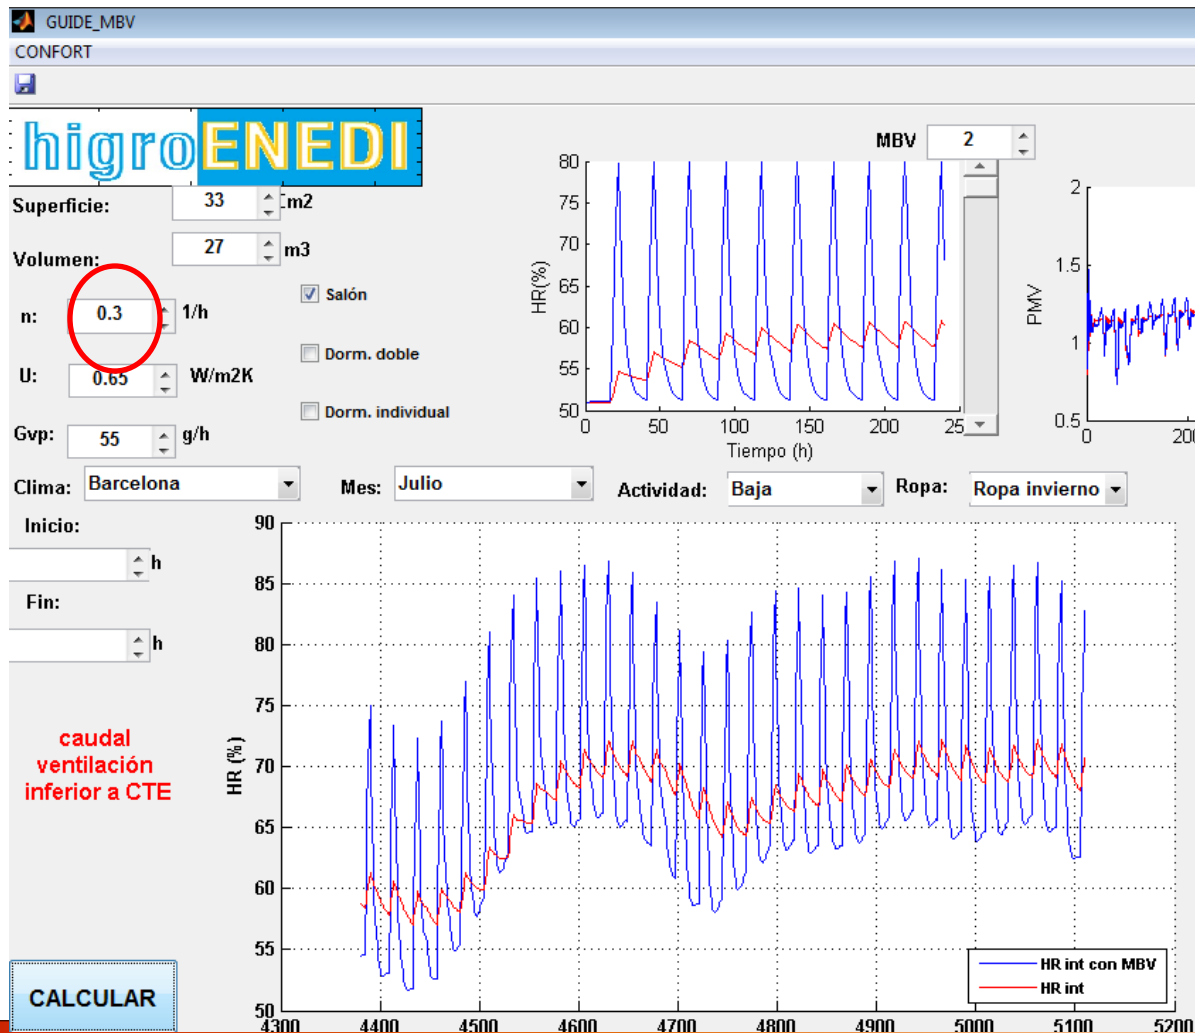 GUIDE_MBV
CONFORT
higroENEDI
Superficie: 33 m2
Volumen: 27 m3
n: 0.3 1/h
U: 0.65 W/m2K
Gvp: 55 g/h
Salón
Dorm. doble
Dorm. individual
MBV 2
HR(%)
80
75
70
65
60
55
50
0 50 100 150 200 25
Tiempo (h)
PMV
2
1.5
1
0.5
0 200
Clima: Barcelona Mes: Julio Actividad: Baja Ropa: Ropa invierno
Inicio:
h
Fin:
h
caudal
ventilación
inferior a CTE
CALCULAR
HR (%)
90
85
80
75
70
65
60
55
50
4300 4400 4500 4600 4700 4800 4900 5000 5100 5200
HR int con MBV
HR int